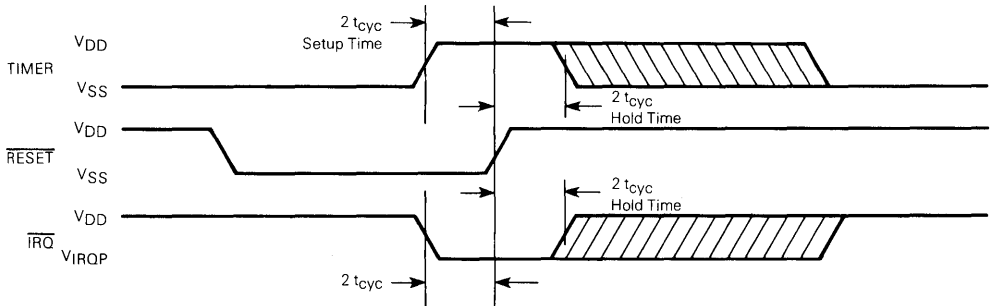 2 tcyc
Setup Time
VDD
TIMER
VSS
2 tcyc
Hold Time
VDD
RESET
VSS
2 tcyc
Hold Time
VDD
IRQ
VIRQP
2 tcyc